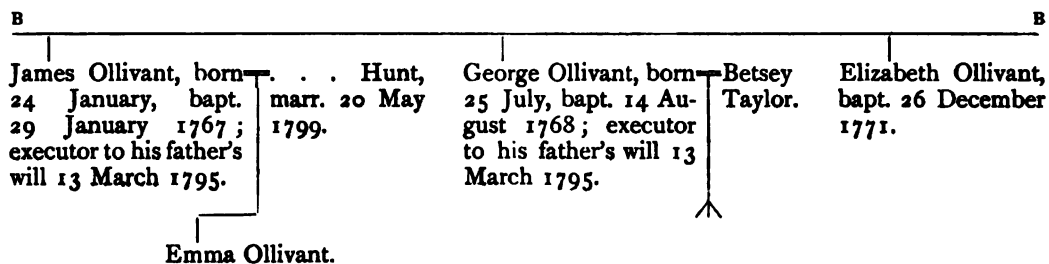 B B
James Ollivant, born
24 January, bapt.
29 January 1767;
executor to his father's
will 13 March 1795.
. . . Hunt,
marr. 20 May
1799.
George Ollivant, born
25 July, bapt. 14 Au-
gust 1768; executor
to his father's will 13
March 1795.
Betsey
Taylor.
Elizabeth Ollivant,
bapt. 26 December
1771.
Emma Ollivant.